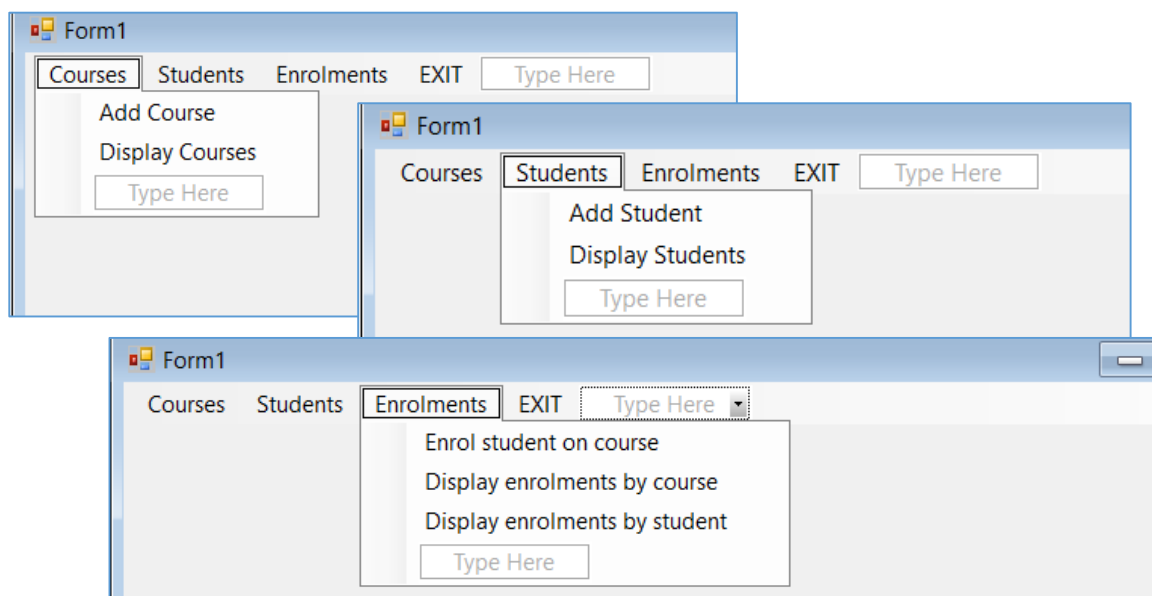 Form1
Courses Students Enrolments EXIT Type Here
Add Course
Display Courses
Type Here
Form1
Courses Students Enrolments EXIT Type Here
Add Student
Display Students
Type Here
Form1
Courses Students Enrolments EXIT Type Here
Enrol student on course
Display enrolments by course
Display enrolments by student
Type Here